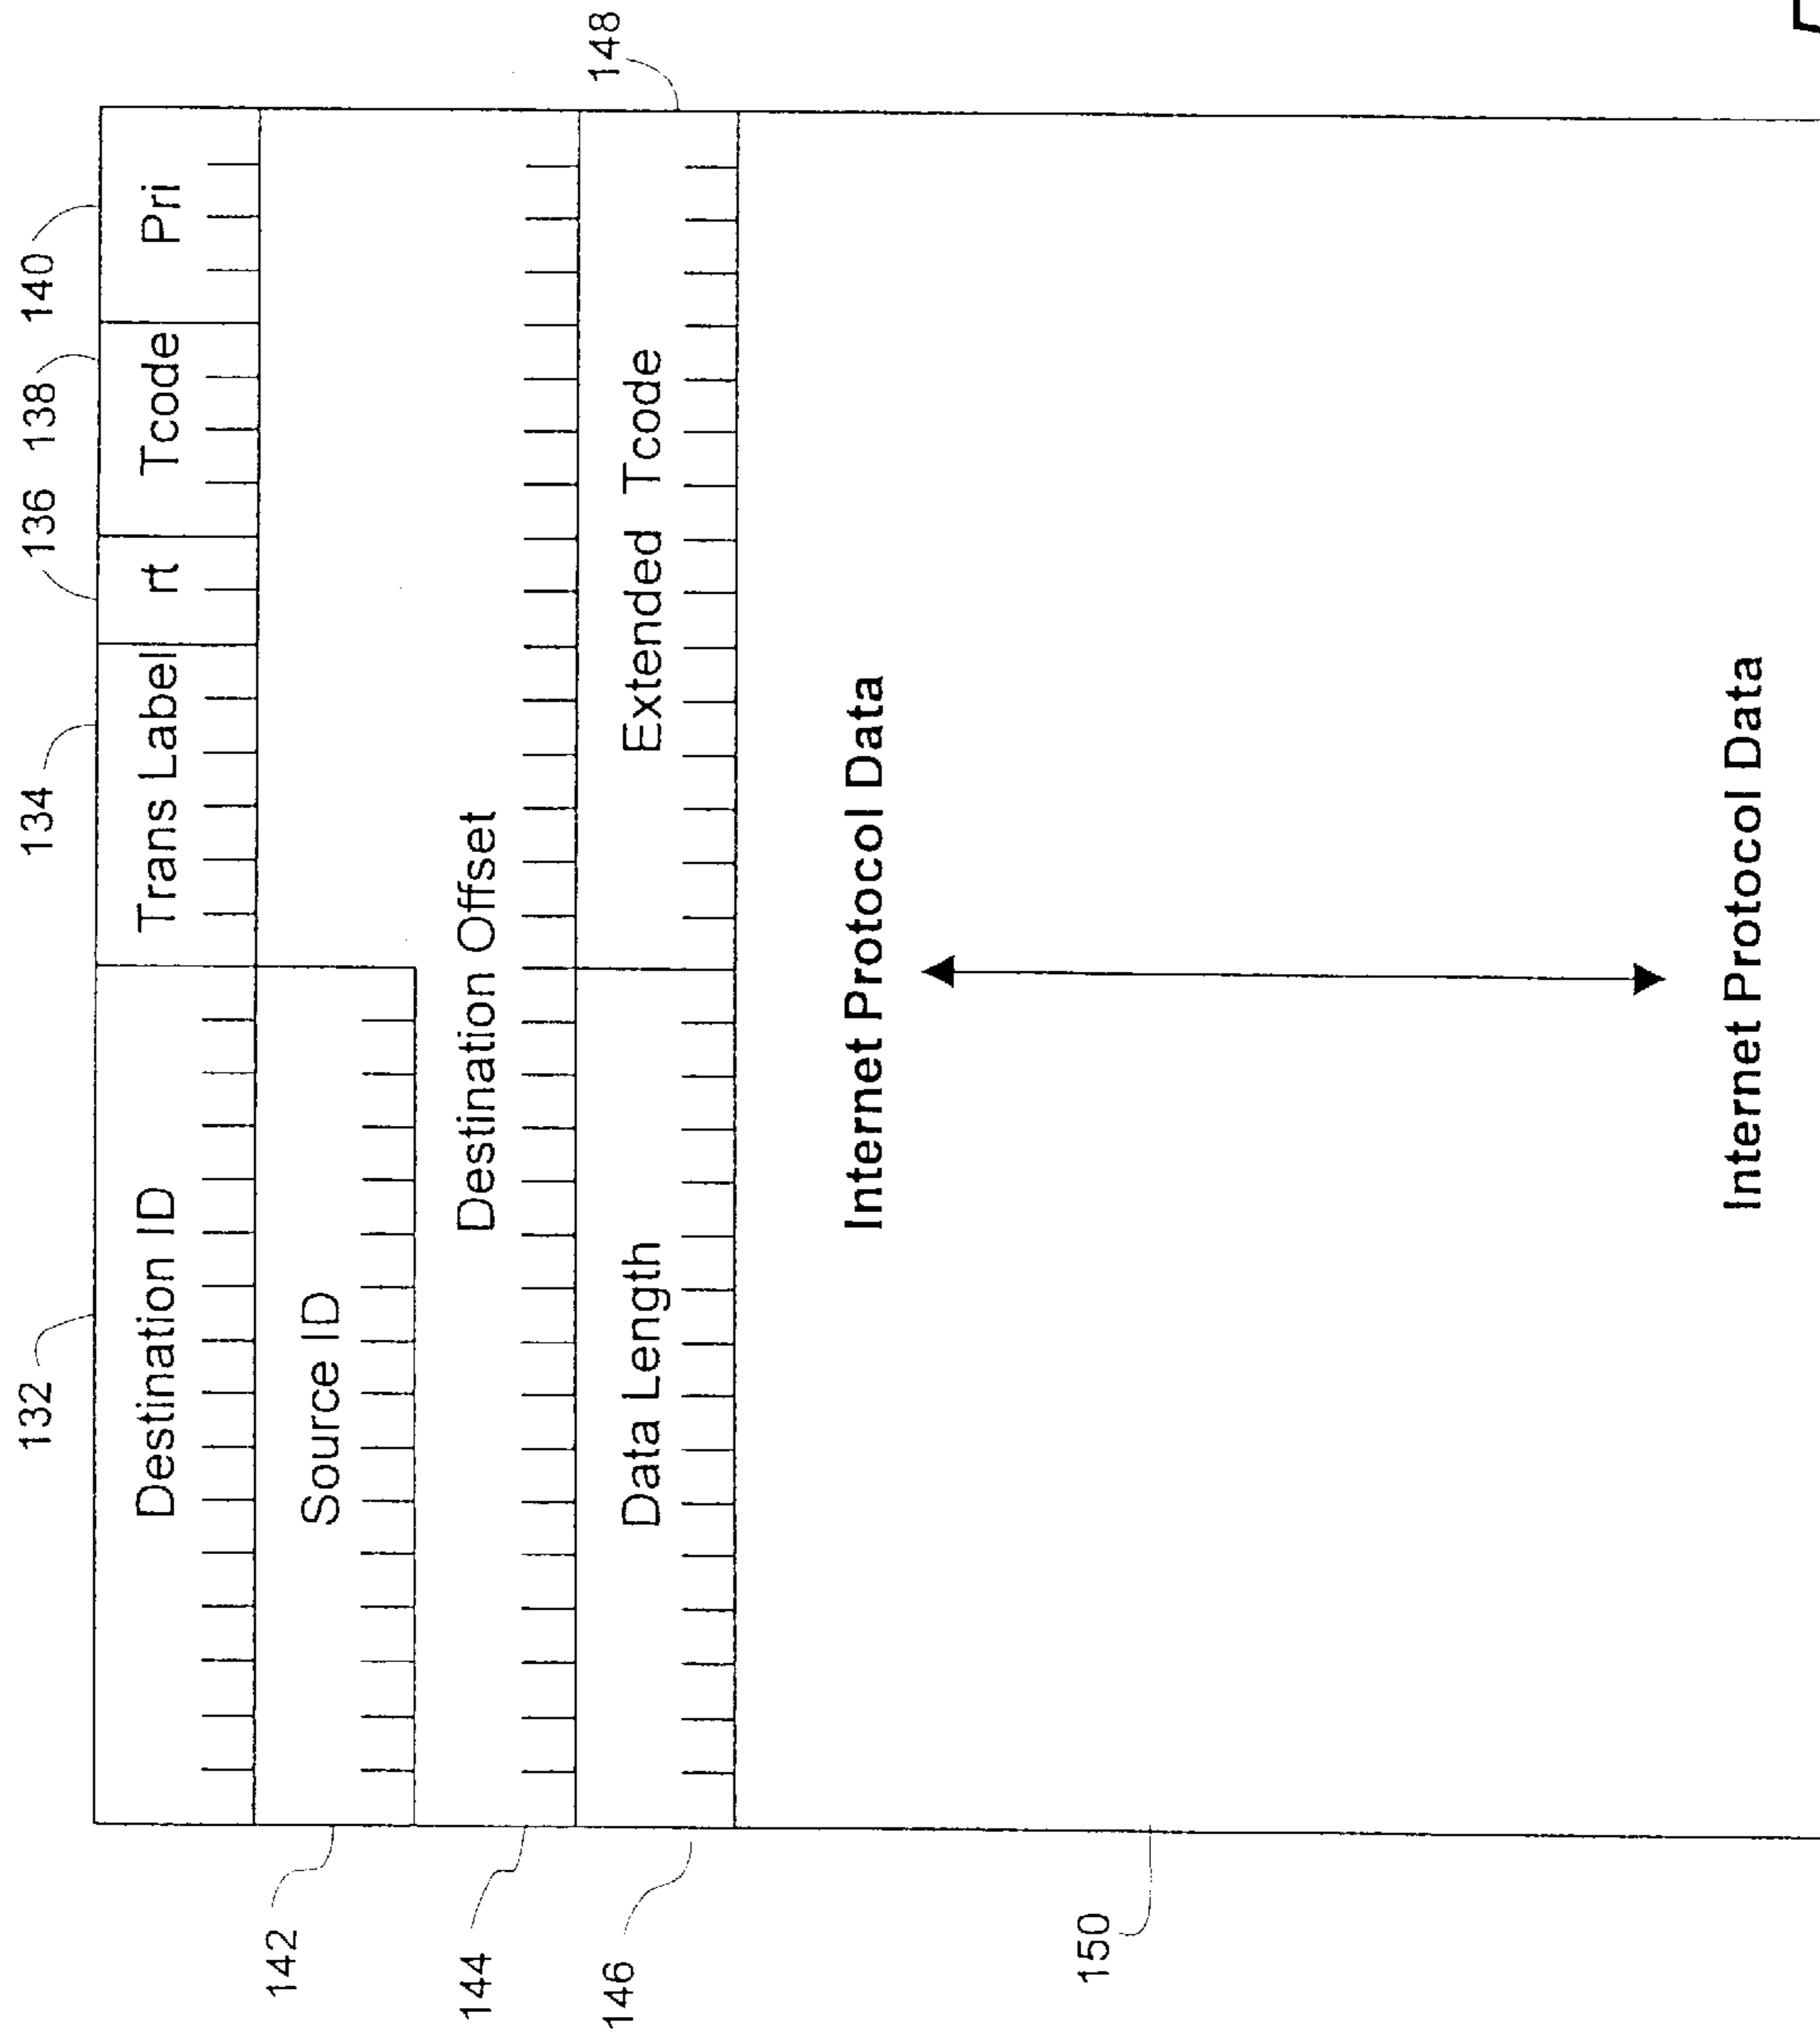 132
134
136
138
140
Destination ID
Trans Label
rt
Tcode
Pri
142
Source ID
144
Destination Offset
146
Data Length
Extended Tcode
148
150
Internet Protocol Data
Internet Protocol Data